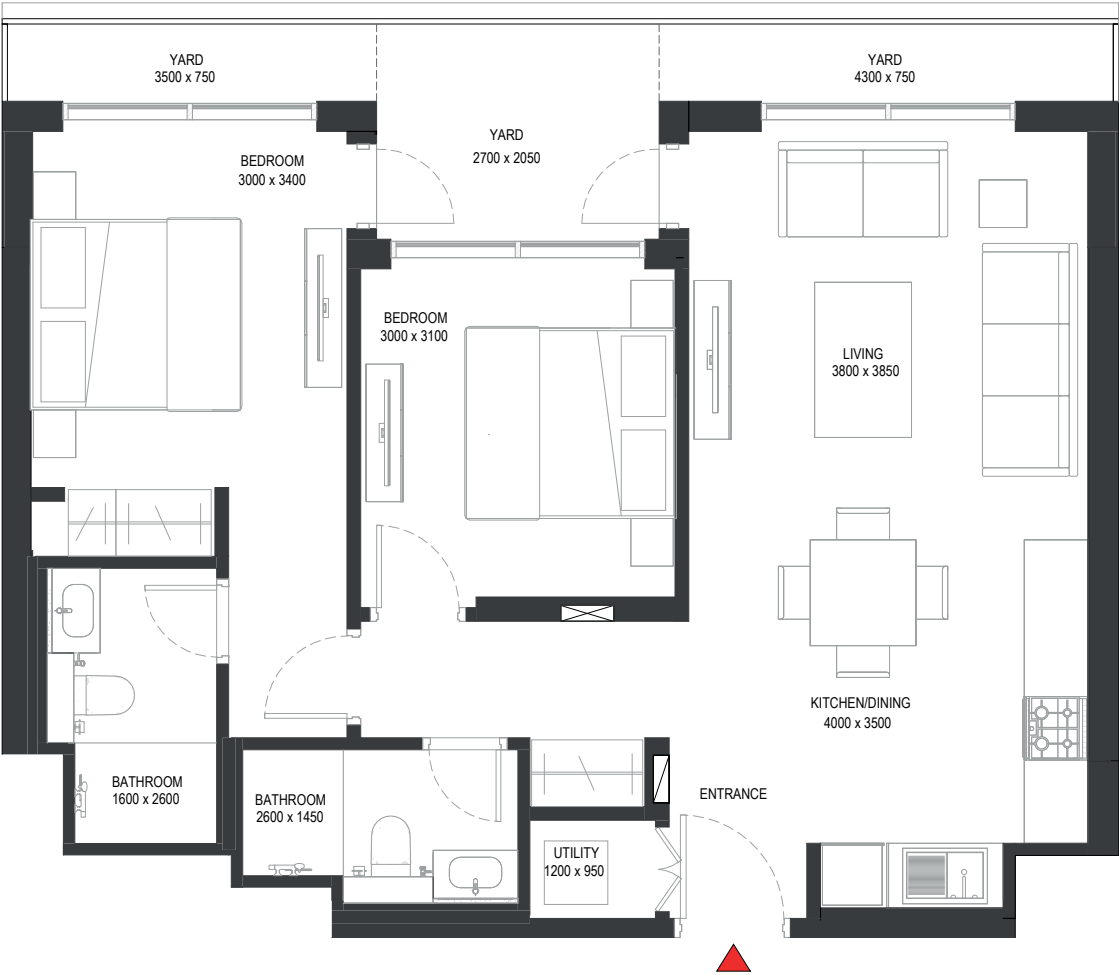 YARD
3500 x 750
YARD
4300 x 750
YARD
2700 x 2050
BEDROOM
3000 x 3400
BEDROOM
3000 x 3100
LIVING
3800 x 3850
KITCHEN/DINING
4000 x 3500
BATHROOM
1600 x 2600
BATHROOM
2600 x 1450
ENTRANCE
UTILITY
1200 x 950